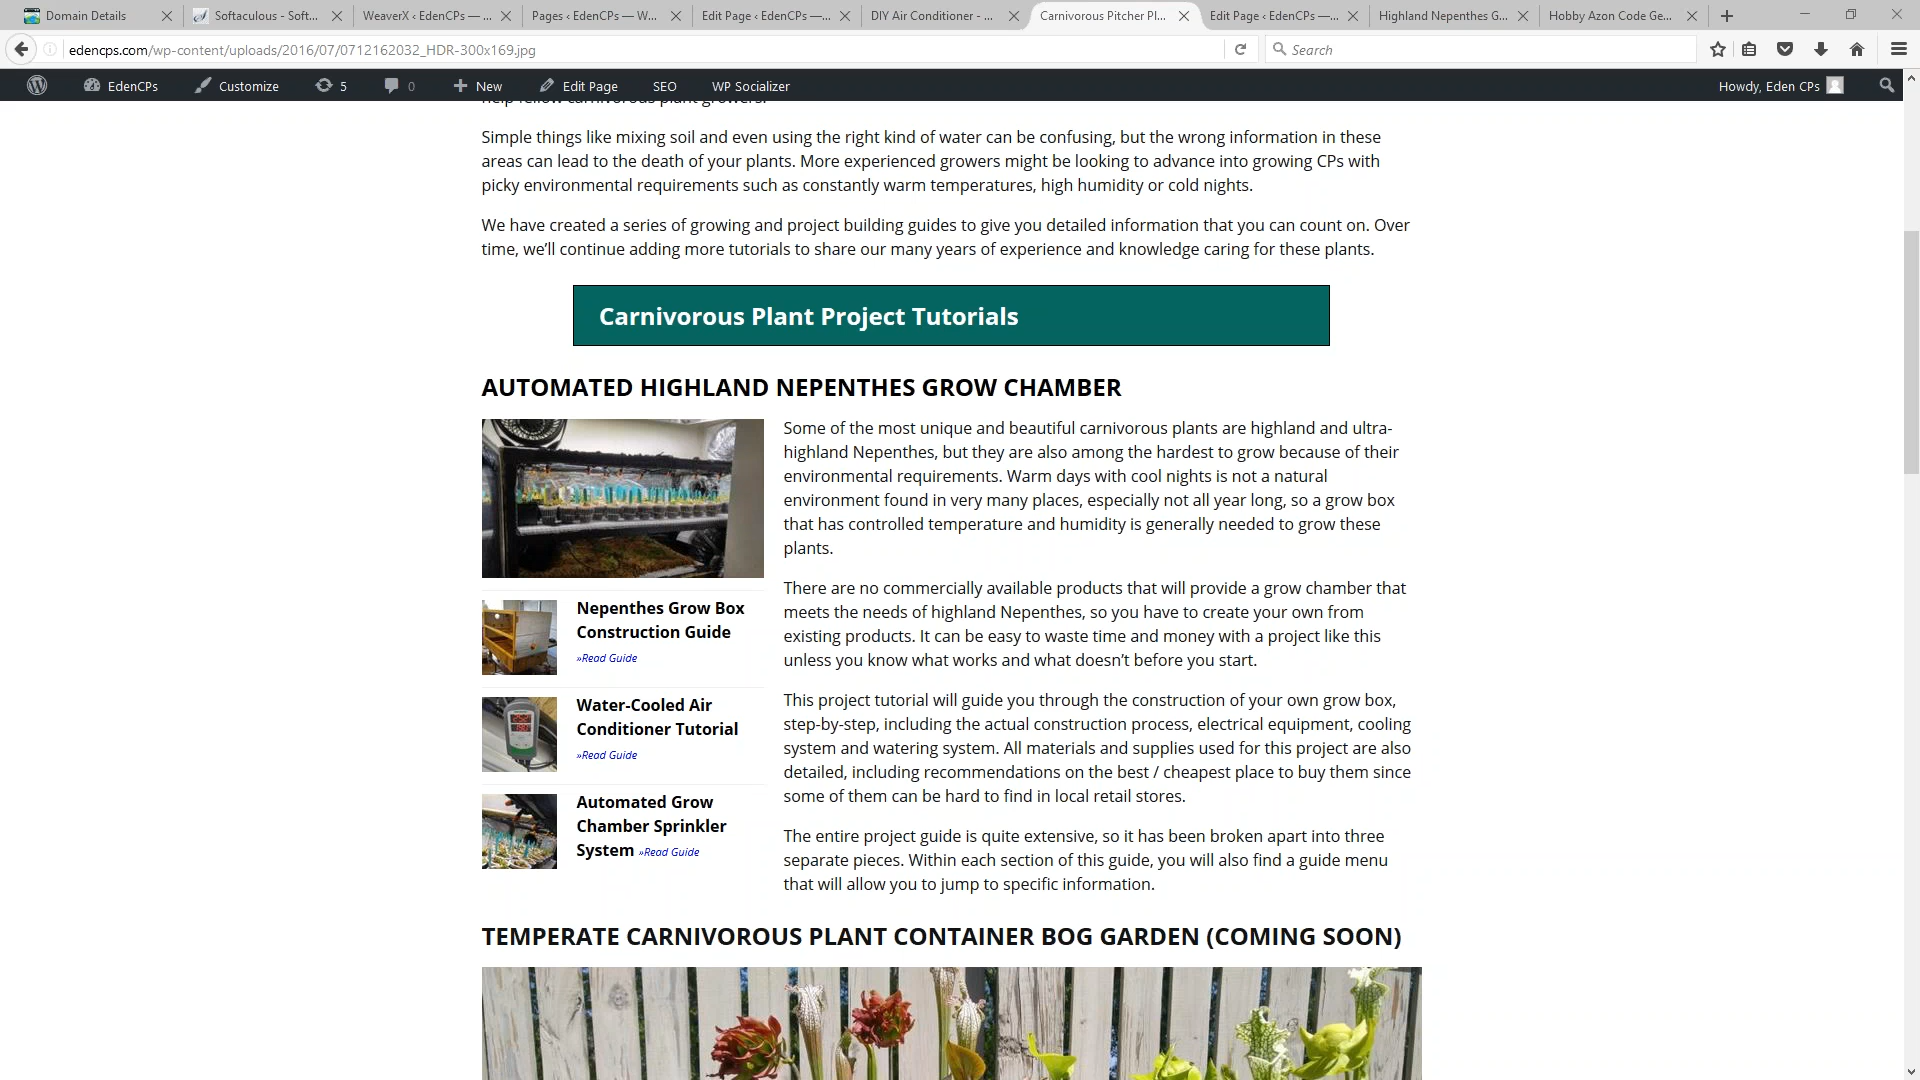 Domain Details
Softaculous - Soft...
WeaverX ‹ EdenCPs — ...
Pages ‹ EdenCPs — W...
Edit Page ‹ EdenCPs —...
DIY Air Conditioner - ...
Carnivorous Pitcher Pl...
Edit Page ‹ EdenCPs —...
Highland Nepenthes G...
Hobby Azon Code Ge...
edencps.com/wp-content/uploads/2016/07/0712162032_HDR-300x169.jpg
Search
EdenCPs
Customize
5
0
New
Edit Page
SEO
WP Socializer
Howdy, Eden CPs
help fellow carnivorous plant growers.
Simple things like mixing soil and even using the right kind of water can be confusing, but the wrong information in these
areas can lead to the death of your plants. More experienced growers might be looking to advance into growing CPs with
picky environmental requirements such as constantly warm temperatures, high humidity or cold nights.
We have created a series of growing and project building guides to give you detailed information that you can count on. Over
time, we’ll continue adding more tutorials to share our many years of experience and knowledge caring for these plants.
Carnivorous Plant Project Tutorials
AUTOMATED HIGHLAND NEPENTHES GROW CHAMBER
Nepenthes Grow Box
Construction Guide
»Read Guide
Water-Cooled Air
Conditioner Tutorial
»Read Guide
Automated Grow
Chamber Sprinkler
System »Read Guide
Some of the most unique and beautiful carnivorous plants are highland and ultra-
highland Nepenthes, but they are also among the hardest to grow because of their
environmental requirements. Warm days with cool nights is not a natural
environment found in very many places, especially not all year long, so a grow box
that has controlled temperature and humidity is generally needed to grow these
plants.
There are no commercially available products that will provide a grow chamber that
meets the needs of highland Nepenthes, so you have to create your own from
existing products. It can be easy to waste time and money with a project like this
unless you know what works and what doesn’t before you start.
This project tutorial will guide you through the construction of your own grow box,
step-by-step, including the actual construction process, electrical equipment, cooling
system and watering system. All materials and supplies used for this project are also
detailed, including recommendations on the best / cheapest place to buy them since
some of them can be hard to find in local retail stores.
The entire project guide is quite extensive, so it has been broken apart into three
separate pieces. Within each section of this guide, you will also find a guide menu
that will allow you to jump to specific information.
TEMPERATE CARNIVOROUS PLANT CONTAINER BOG GARDEN (COMING SOON)